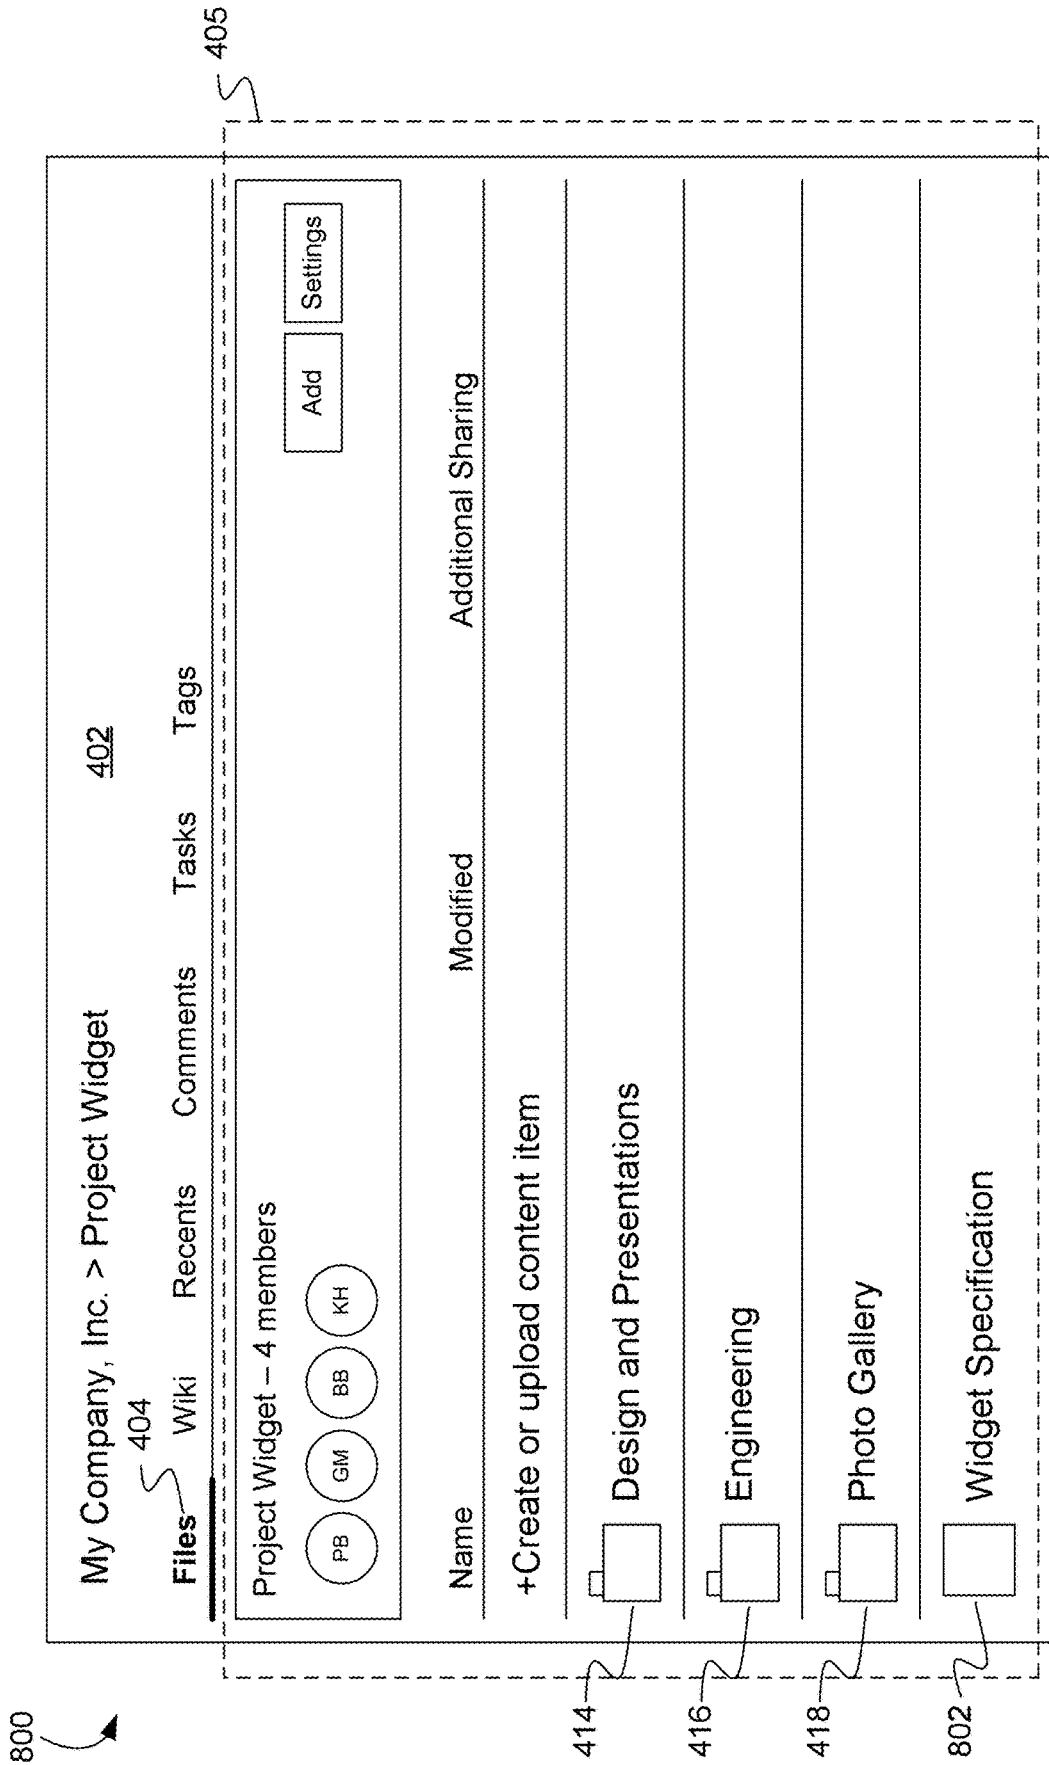 800
405
My Company, Inc. > Project Widget
402
404
Files Wiki Recents Comments Tasks Tags
Project Widget – 4 members
PB GM BB KH
Add Settings
Name Modified Additional Sharing
+Create or upload content item
414 Design and Presentations
416 Engineering
418 Photo Gallery
802 Widget Specification